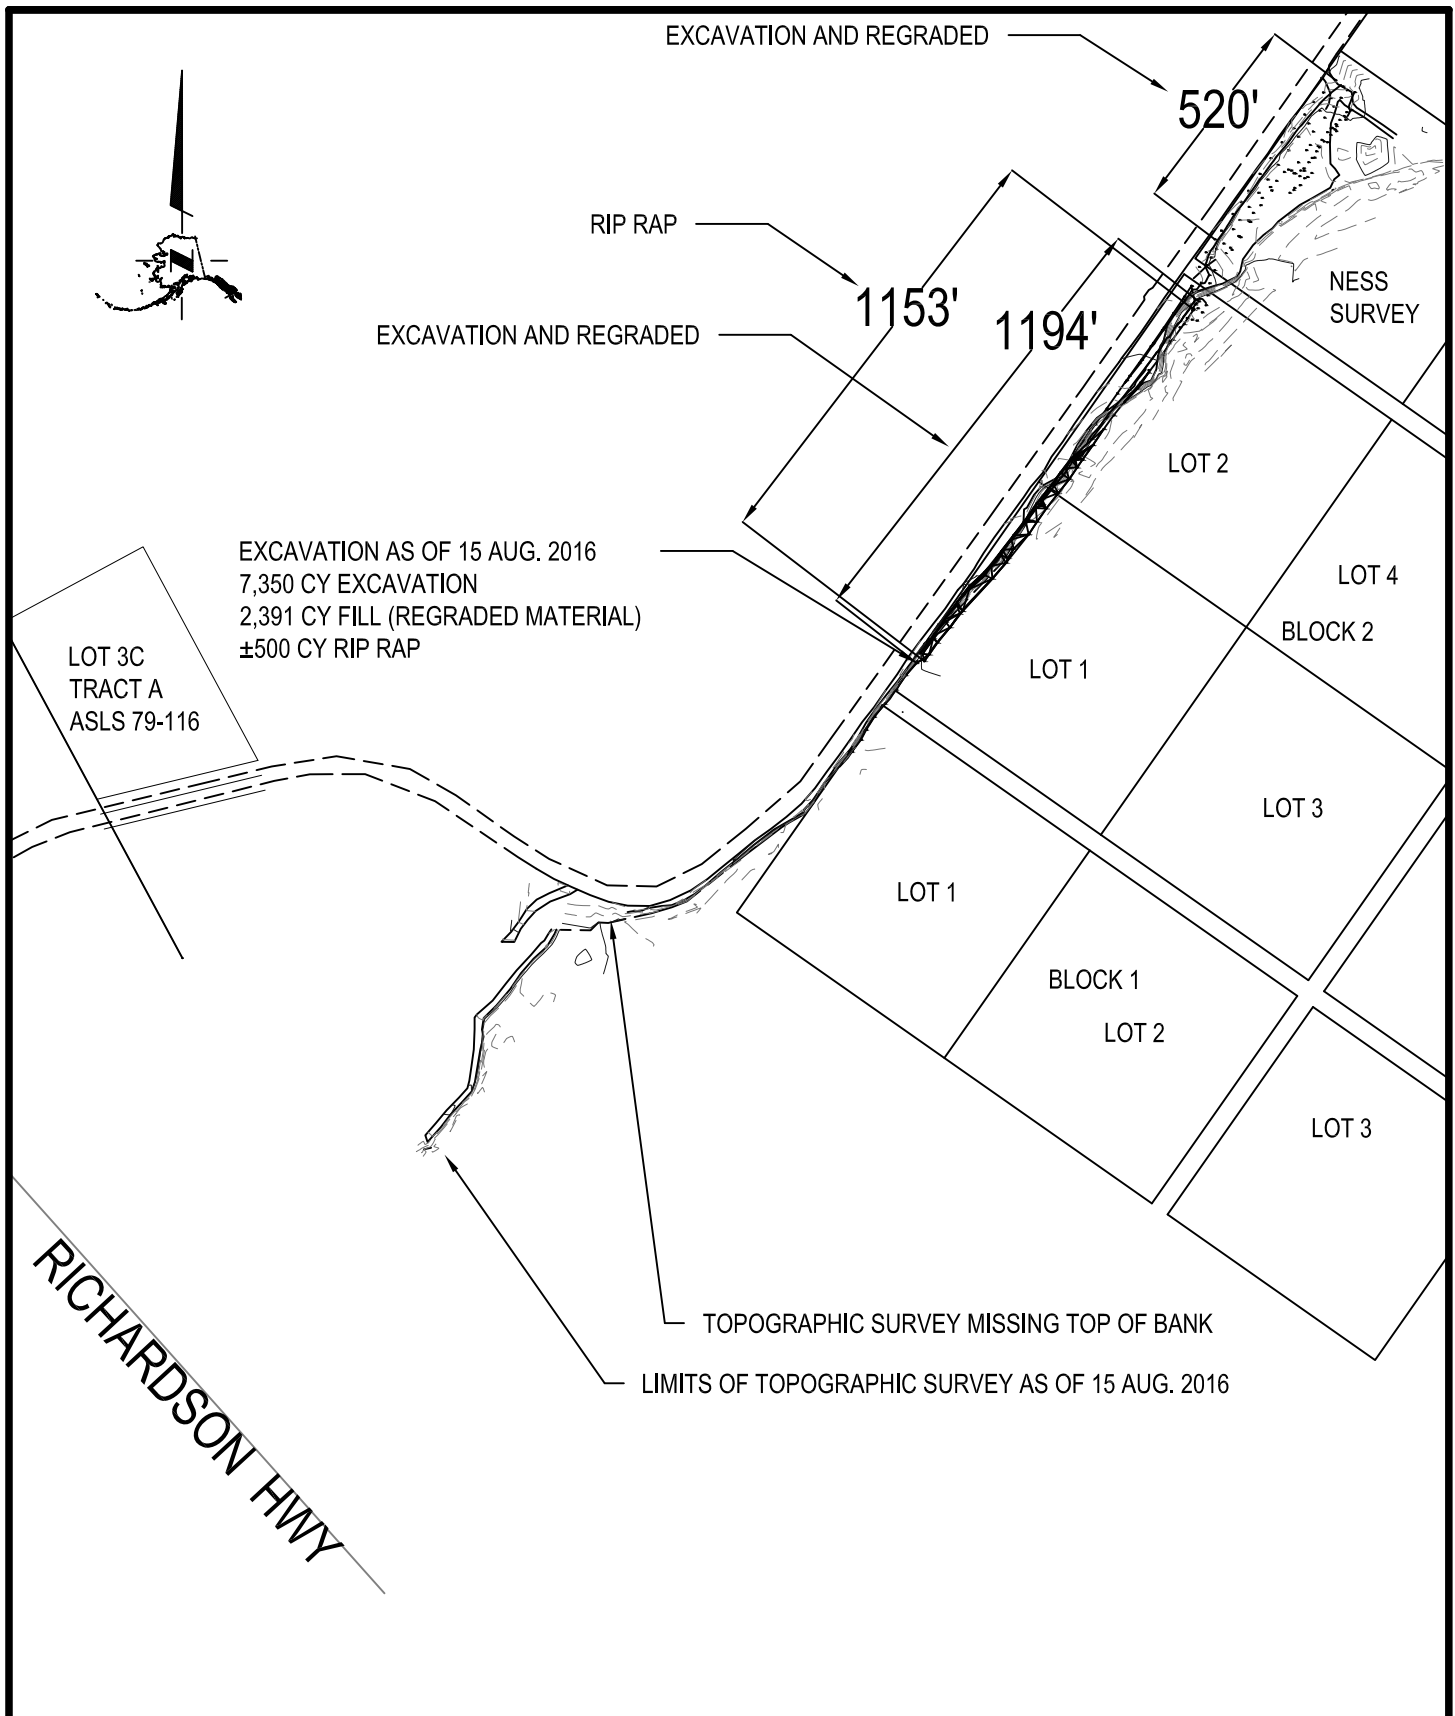 EXCAVATION AND REGRADED
520'
RIP RAP
1153'
1194'
EXCAVATION AND REGRADED
NESS
SURVEY
LOT 2
EXCAVATION AS OF 15 AUG. 2016
7,350 CY EXCAVATION
2,391 CY FILL (REGRADED MATERIAL)
±500 CY RIP RAP
LOT 4
BLOCK 2
LOT 1
LOT 3C
TRACT A
ASLS 79-116
LOT 3
LOT 1
BLOCK 1
LOT 2
LOT 3
RICHARDSON HWY
TOPOGRAPHIC SURVEY MISSING TOP OF BANK
LIMITS OF TOPOGRAPHIC SURVEY AS OF 15 AUG. 2016